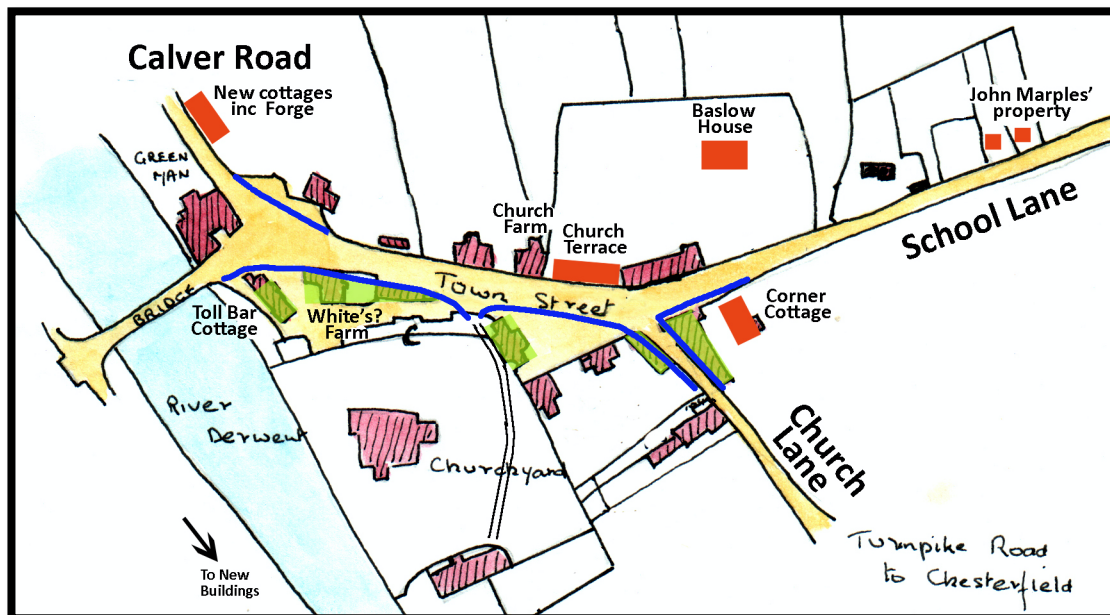 Calver Road
New cottages
inc Forge
GREEN
MAN
BRIDGE
Toll Bar
Cottage
White's?
Farm
Town Street
Church
Farm
Church
Terrace
Baslow
House
John Marples'
property
School Lane
Corner
Cottage
Church
Lane
River
Derwent
Churchyard
To New
Buildings
Turnpike Road
to Chesterfield